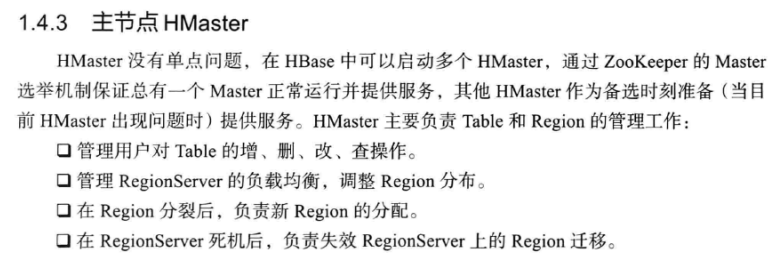 1.4.3 主节点 HMaster
HMaster 没有单点问题，在 HBase 中可以启动多个 HMaster，通过 ZooKeeper 的 Master
选举机制保证总有一个 Master 正常运行并提供服务，其他 HMaster 作为备选时刻准备（当目
前 HMaster 出现问题时）提供服务。HMaster 主要负责 Table 和 Region 的管理工作：
❑ 管理用户对 Table 的增、删、改、查操作。
❑ 管理 RegionServer 的负载均衡，调整 Region 分布。
❑ 在 Region 分裂后，负责新 Region 的分配。
❑ 在 RegionServer 死机后，负责失效 RegionServer 上的 Region 迁移。